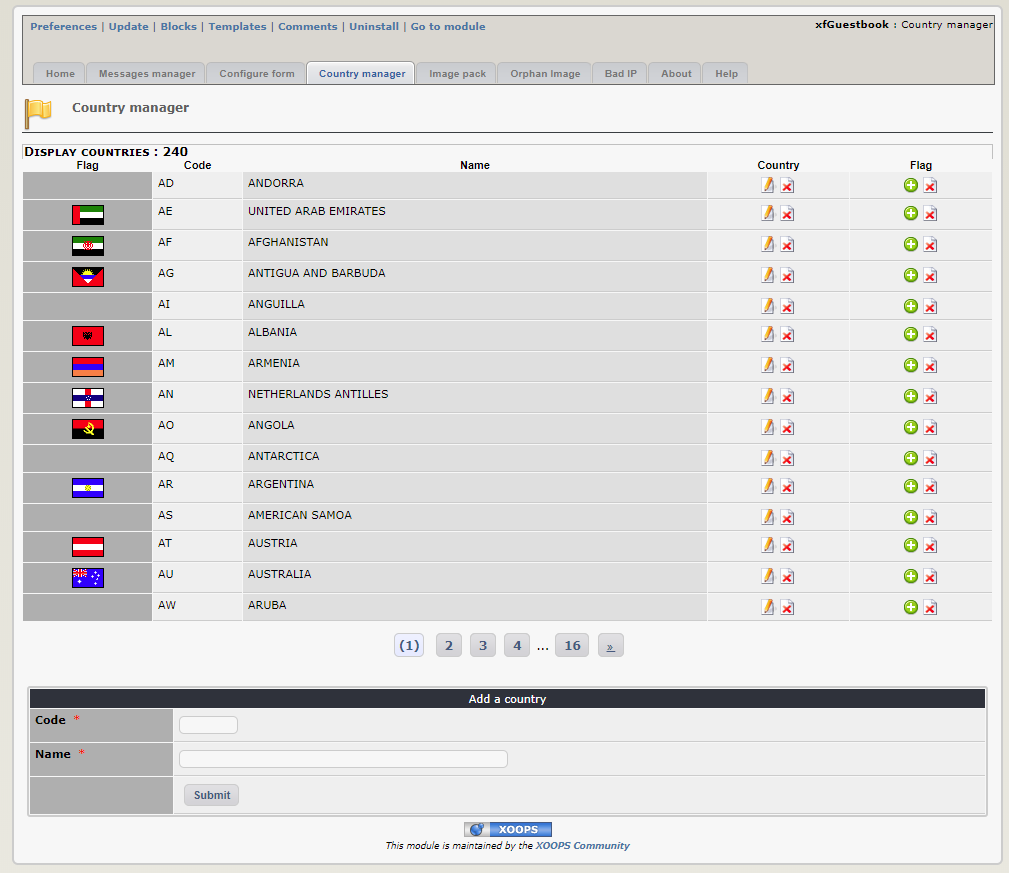 Preferences | Update | Blocks | Templates | Comments | Uninstall | Go to module
xfGuestbook : Country manager
Home Messages manager Configure form Country manager Image pack Orphan Image Bad IP About Help
Country manager
DISPLAY COUNTRIES : 240
Flag Code Name Country Flag
AD ANDORRA
AE UNITED ARAB EMIRATES
AF AFGHANISTAN
AG ANTIGUA AND BARBUDA
AI ANGUILLA
AL ALBANIA
AM ARMENIA
AN NETHERLANDS ANTILLES
AO ANGOLA
AQ ANTARCTICA
AR ARGENTINA
AS AMERICAN SAMOA
AT AUSTRIA
AU AUSTRALIA
AW ARUBA
(1) 2 3 4 ... 16 »
Add a country
Code *
Name *
Submit
XOOPS
This module is maintained by the XOOPS Community